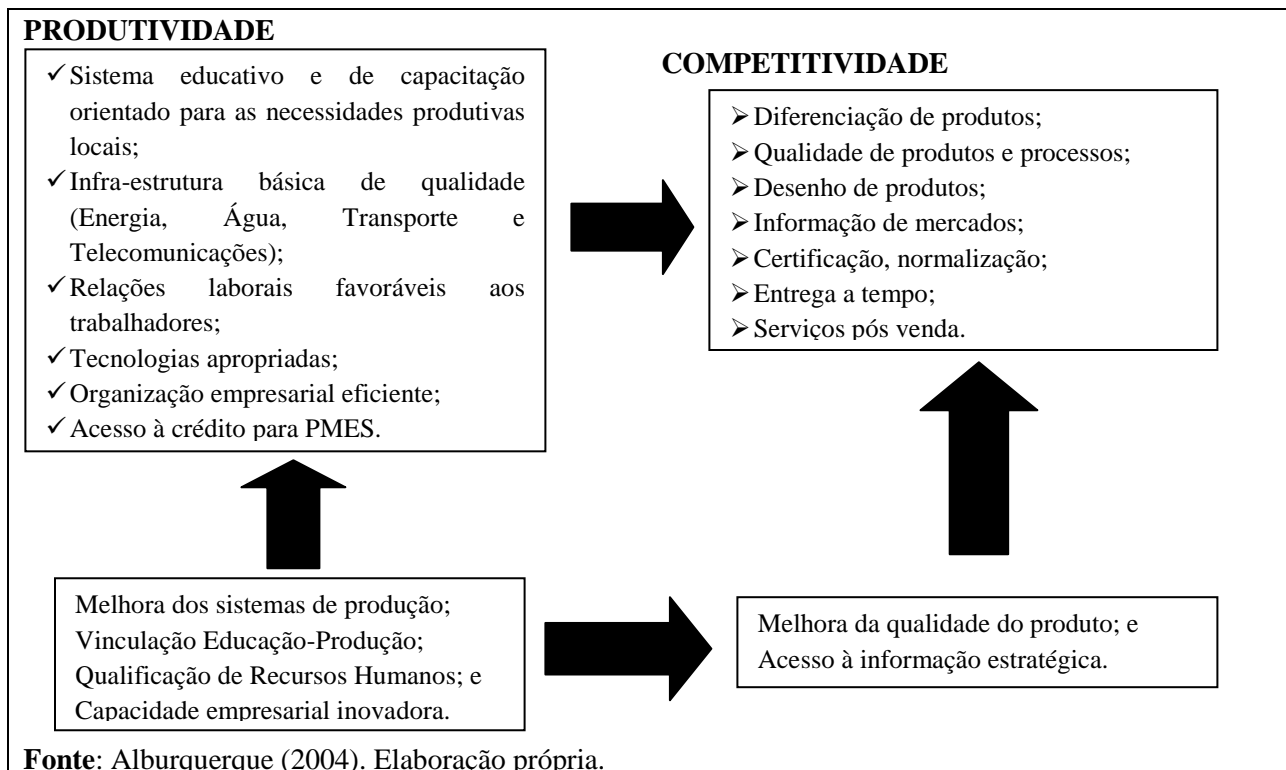 PRODUTIVIDADE
✓ Sistema educativo e de capacitação
orientado para as necessidades produtivas
locais;
✓ Infra-estrutura básica de qualidade
(Energia, Água, Transporte e
Telecomunicações);
✓ Relações laborais favoráveis aos
trabalhadores;
✓ Tecnologias apropriadas;
✓ Organização empresarial eficiente;
✓ Acesso à crédito para PMES.
COMPETITIVIDADE
➢ Diferenciação de produtos;
➢ Qualidade de produtos e processos;
➢ Desenho de produtos;
➢ Informação de mercados;
➢ Certificação, normalização;
➢ Entrega a tempo;
➢ Serviços pós venda.
Melhora dos sistemas de produção;
Vinculação Educação-Produção;
Qualificação de Recursos Humanos; e
Capacidade empresarial inovadora.
Melhora da qualidade do produto; e
Acesso à informação estratégica.
Fonte: Alburquerque (2004). Elaboração própria.